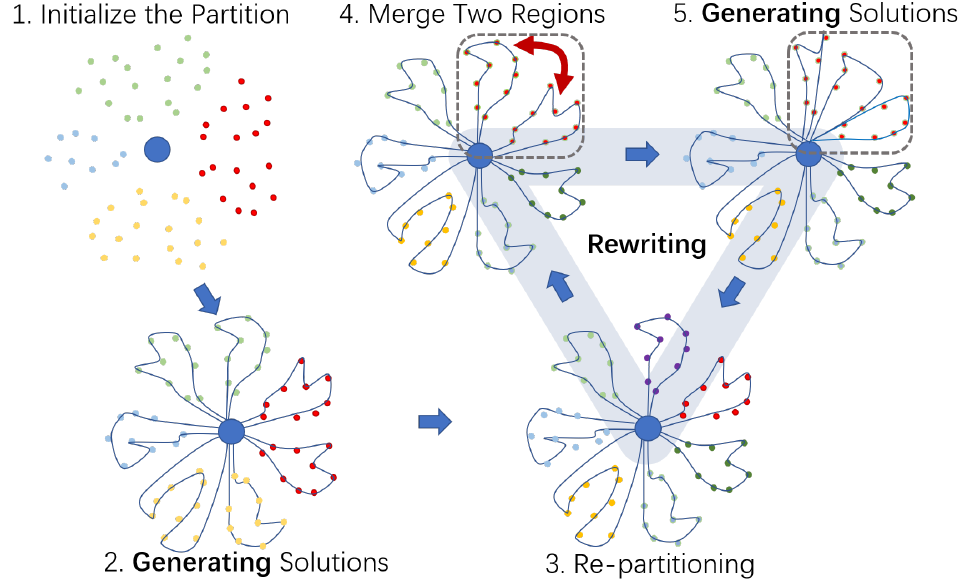 1. Initialize the Partition
4. Merge Two Regions
5. Generating Solutions
Rewriting
2. Generating Solutions
3. Re-partitioning